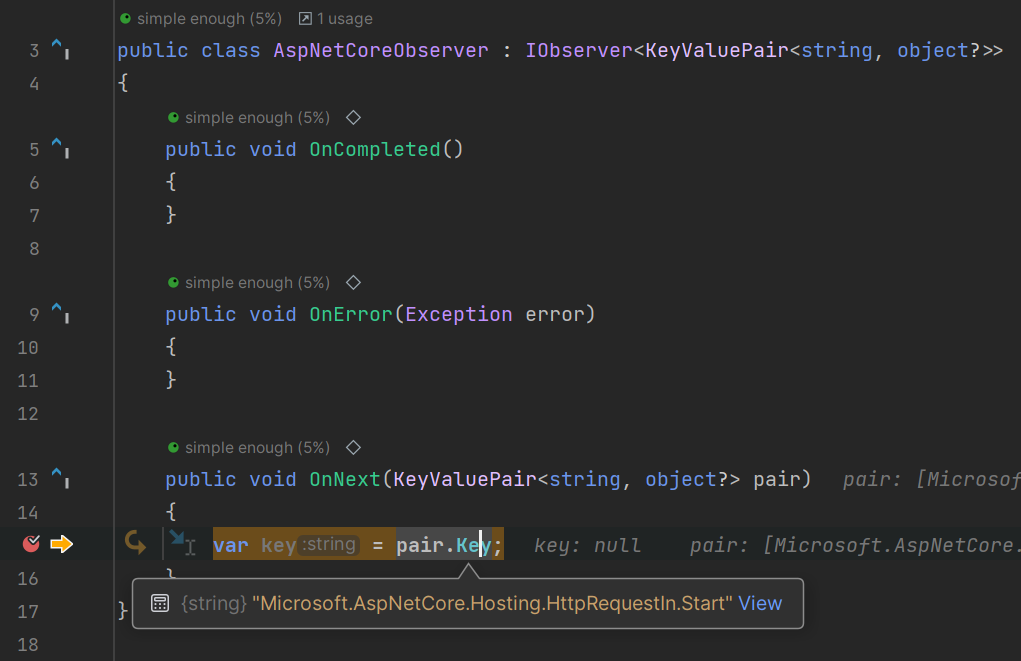 simple enough (5%) 1 usage
3 public class AspNetCoreObserver : IObserver<KeyValuePair<string, object?>>
4 {
simple enough (5%)
5 public void OnCompleted()
6 {
7 }
8
simple enough (5%)
9 public void OnError(Exception error)
10 {
11 }
12
simple enough (5%)
13 public void OnNext(KeyValuePair<string, object?> pair) pair: [Microsof
14 {
var key :string = pair.Key; key: null pair: [Microsoft.AspNetCore.
16 }
{string} "Microsoft.AspNetCore.Hosting.HttpRequestIn.Start" View
17 }
18